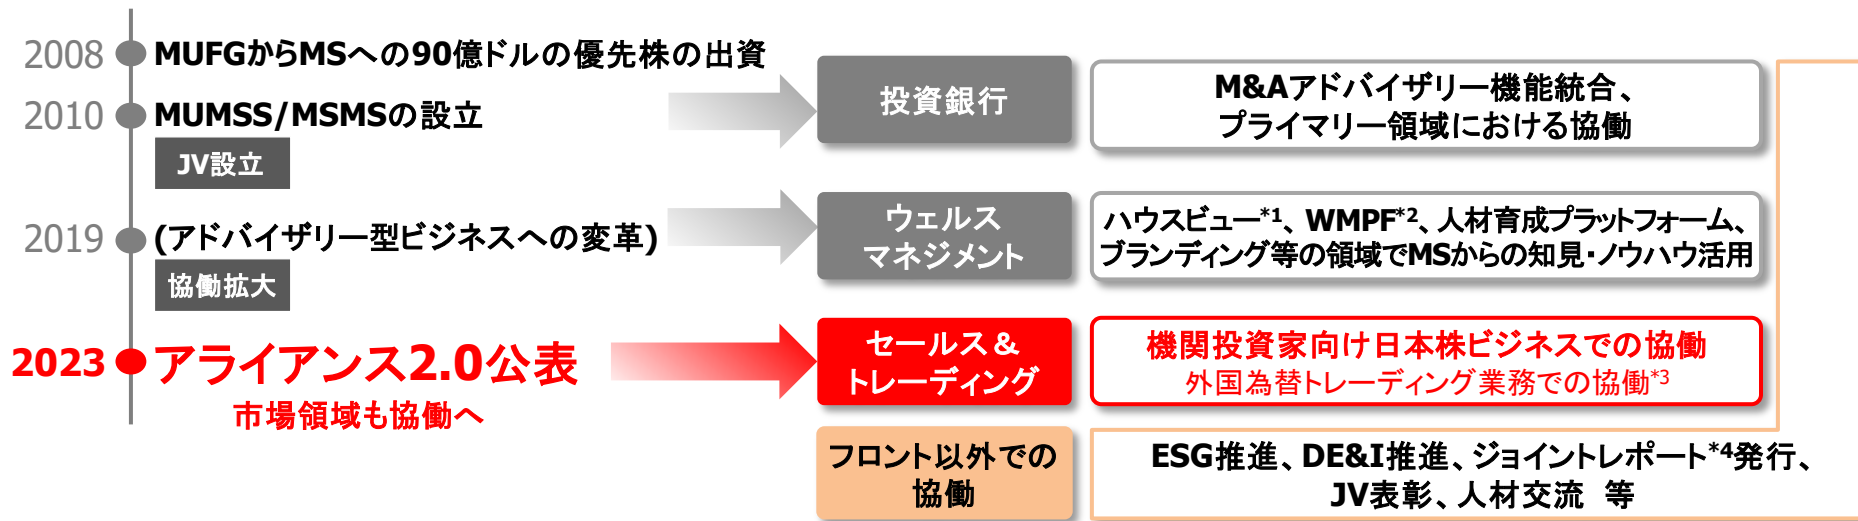 2008 MUFGからMSへの90億ドルの優先株の出資
2010 MUMSS/MSMSの設立
JV設立
2019 (アドバイザリー型ビジネスへの変革)
協働拡大
2023 アライアンス2.0公表
市場領域も協働へ
投資銀行
M&Aアドバイザリー機能統合、
プライマリー領域における協働
ウェルス
マネジメント
ハウスビュー*1、WMPF*2、人材育成プラットフォーム、
ブランディング等の領域でMSからの知見・ノウハウ活用
セールス&
トレーディング
機関投資家向け日本株ビジネスでの協働
外国為替トレーディング業務での協働*3
フロント以外での
協働
ESG推進、DE&I推進、ジョイントレポート*4発行、
JV表彰、人材交流 等